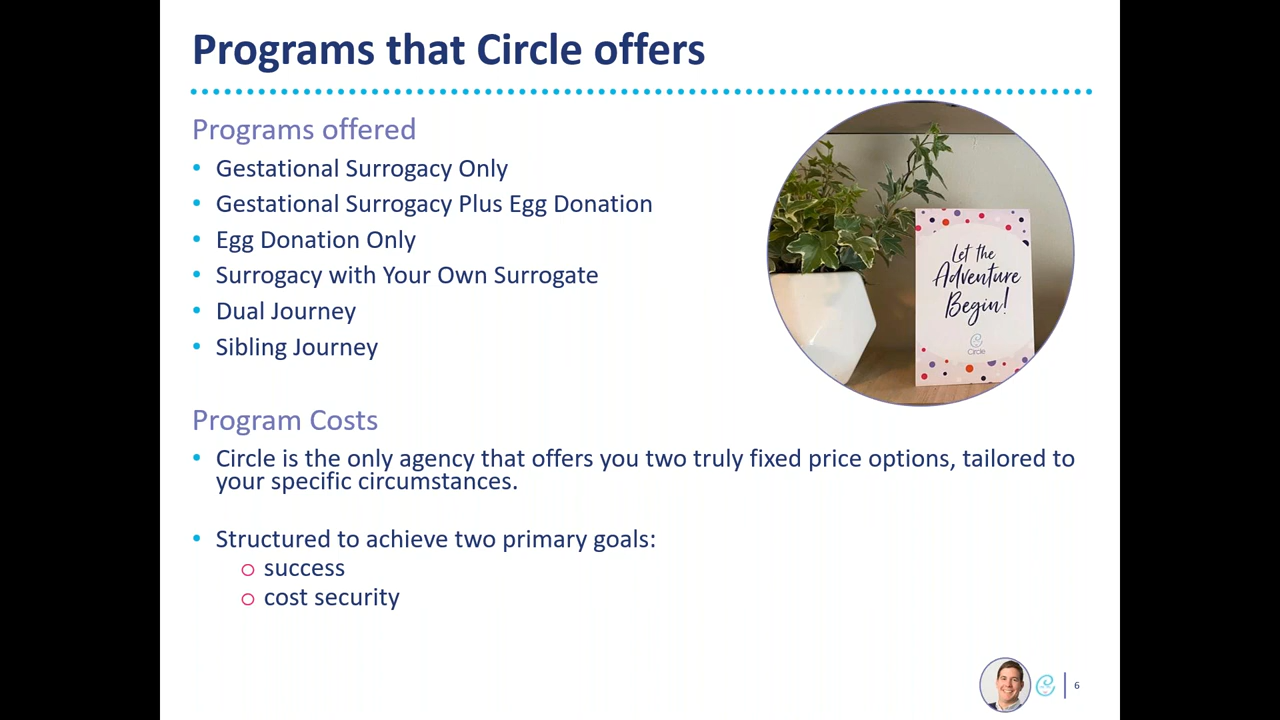 Programs that Circle offers
Programs offered
• Gestational Surrogacy Only
• Gestational Surrogacy Plus Egg Donation
• Egg Donation Only
• Surrogacy with Your Own Surrogate
• Dual Journey
• Sibling Journey
Let the
Adventure
Begin!
Circle
Program Costs
• Circle is the only agency that offers you two truly fixed price options, tailored to
your specific circumstances.
• Structured to achieve two primary goals:
o success
o cost security
6